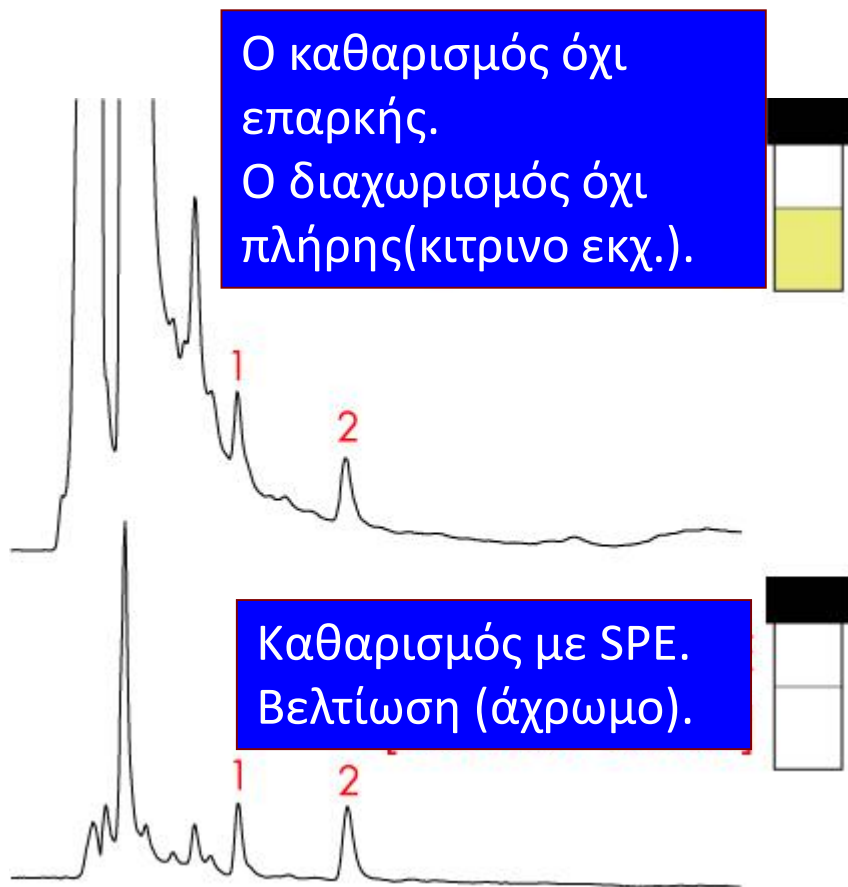 Ο καθαρισμός όχι
επαρκής.
Ο διαχωρισμός όχι
πλήρης(κιτρινο εκχ.).
1
2
Καθαρισμός με SPE.
Βελτίωση (άχρωμο).
1
2